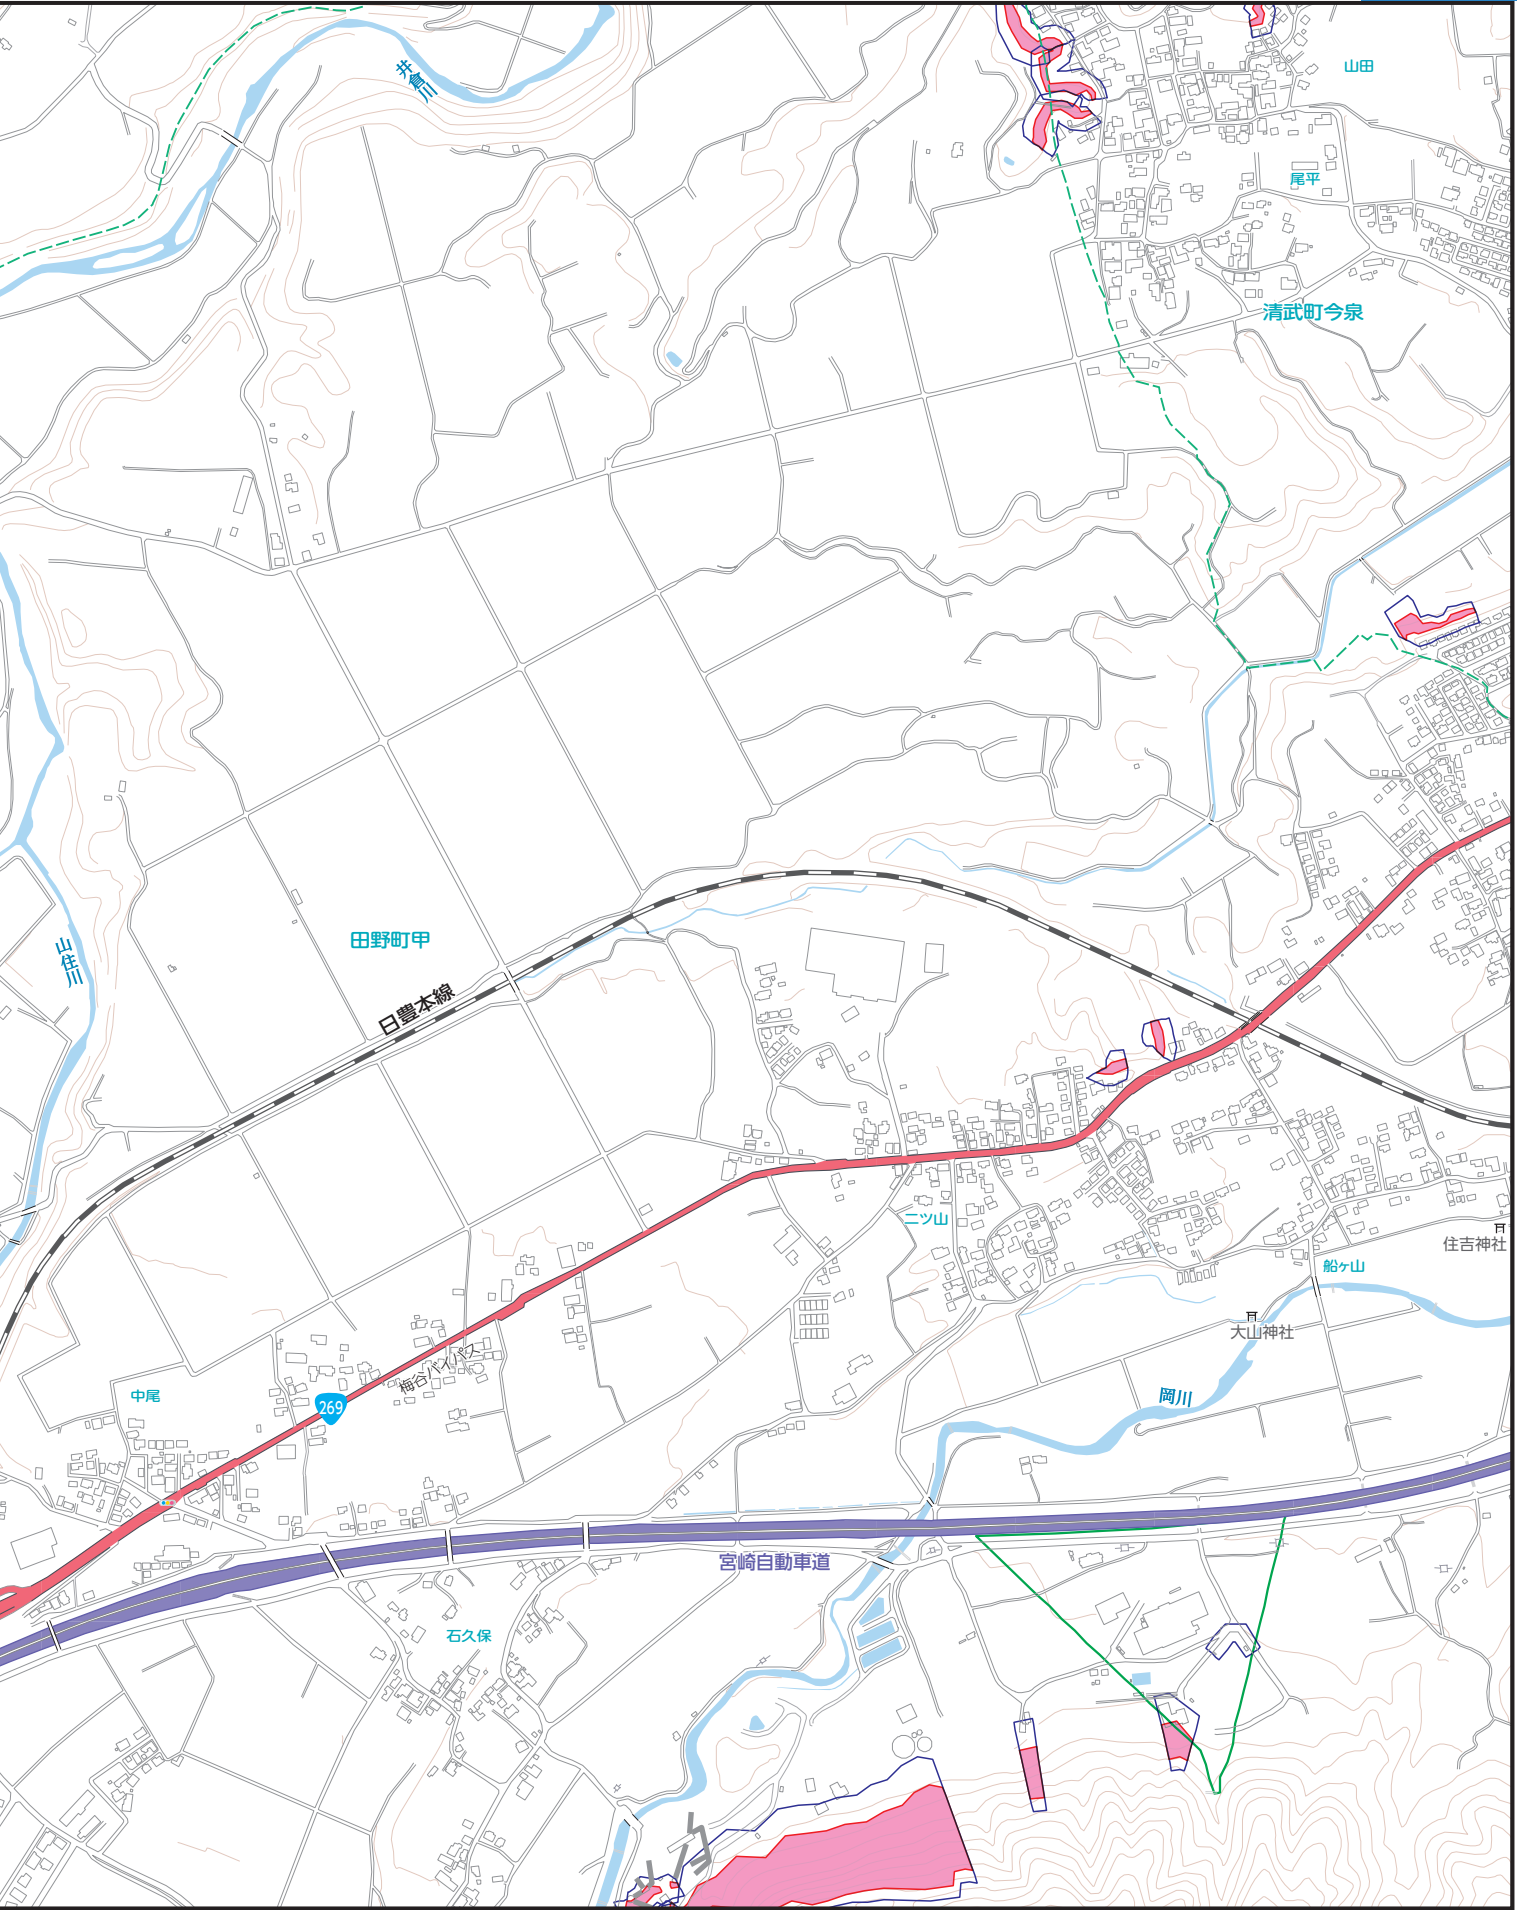 井倉川
山田
尾平
清武町今泉
田野町甲
山住川
日豊本線
二ツ山
住吉神社
船ヶ山
大山神社
梅谷バイパス
中尾
岡川
269
宮崎自動車道
石久保